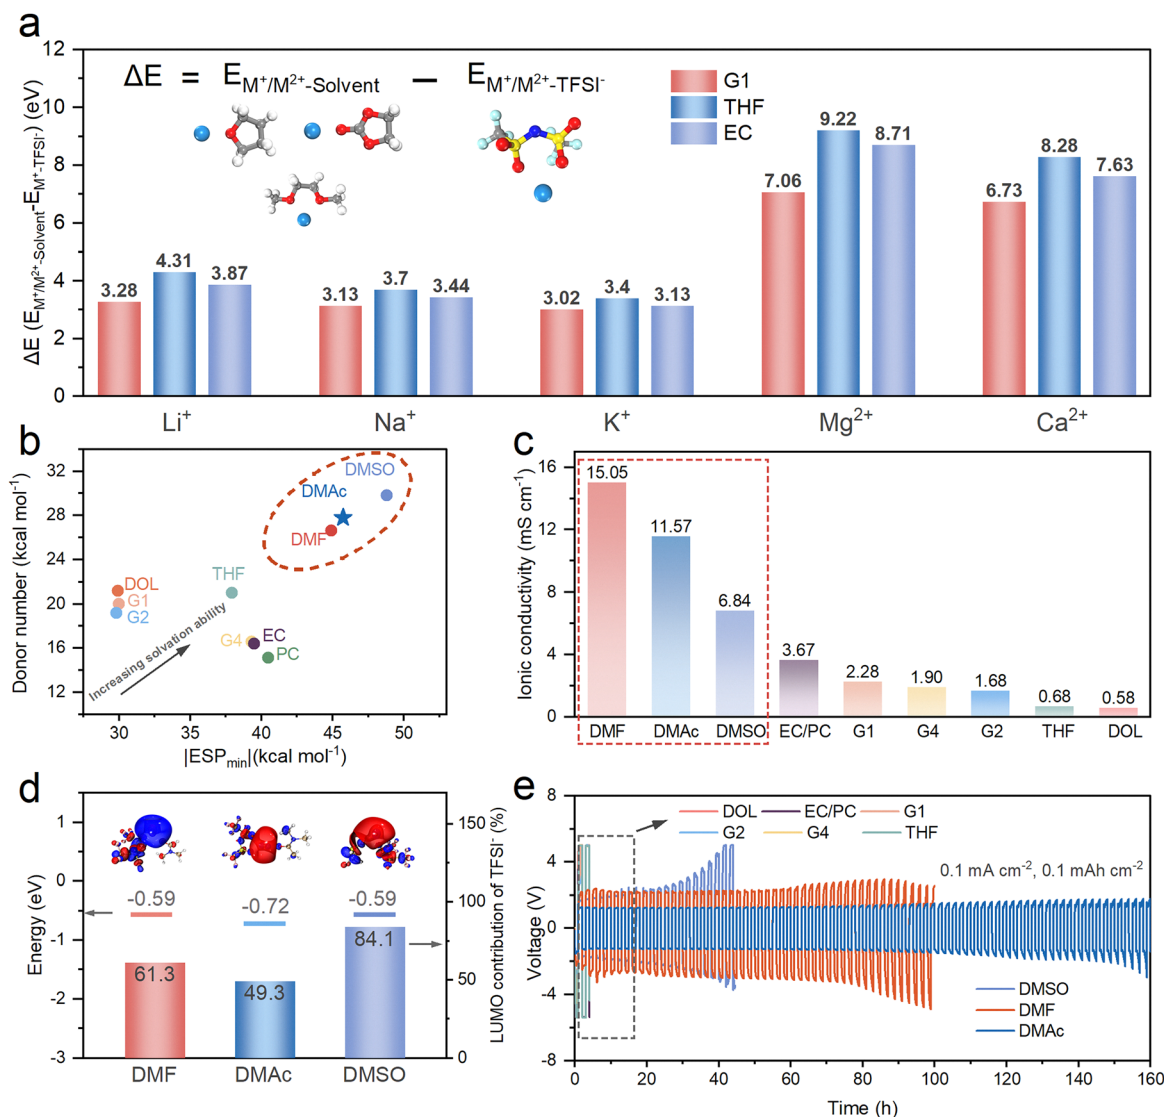 a
ΔE = E_M⁺/M²⁺-Solvent — E_M⁺/M²⁺-TFSI⁻
G1
THF
EC
ΔE (E_M⁺/M²⁺-Solvent-E_M⁺-TFSI⁻) (eV)
12
10
8
6
4
2
0
3.28
4.31
3.87
3.13
3.7
3.44
3.02
3.4
3.13
7.06
9.22
8.71
6.73
8.28
7.63
Li⁺
Na⁺
K⁺
Mg²⁺
Ca²⁺
b
Donor number (kcal mol⁻¹)
32
28
24
20
16
12
DMSO
DMAc
DMF
THF
DOL
G1
G2
G4
EC
PC
Increasing solvation ability
30
35
40
45
50
|ESP_min|(kcal mol⁻¹)
c
Ionic conductivity (mS cm⁻¹)
16
12
8
4
0
15.05
11.57
6.84
3.67
2.28
1.90
1.68
0.68
0.58
DMF
DMAc
DMSO
EC/PC
G1
G4
G2
THF
DOL
d
Energy (eV)
1
0
-1
-2
-3
-0.59
-0.72
-0.59
61.3
49.3
84.1
150
100
50
0
LUMO contribution of TFSI⁻ (%)
DMF
DMAc
DMSO
e
Voltage (V)
8
4
0
-4
-8
DOL
EC/PC
G1
G2
G4
THF
0.1 mA cm⁻², 0.1 mAh cm⁻²
DMSO
DMF
DMAc
0
20
40
60
80
100
120
140
160
Time (h)